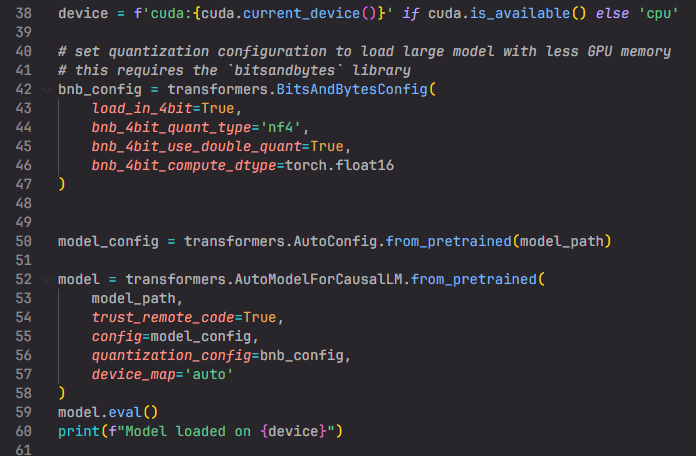 38 device = f'cuda:{cuda.current_device()}' if cuda.is_available() else 'cpu'
39
40 # set quantization configuration to load large model with less GPU memory
41 # this requires the `bitsandbytes` library
42 bnb_config = transformers.BitsAndBytesConfig(
43     load_in_4bit=True,
44     bnb_4bit_quant_type='nf4',
45     bnb_4bit_use_double_quant=True,
46     bnb_4bit_compute_dtype=torch.float16
47 )
48
49
50 model_config = transformers.AutoConfig.from_pretrained(model_path)
51
52 model = transformers.AutoModelForCausalLM.from_pretrained(
53     model_path,
54     trust_remote_code=True,
55     config=model_config,
56     quantization_config=bnb_config,
57     device_map='auto'
58 )
59 model.eval()
60 print(f"Model loaded on {device}")
61